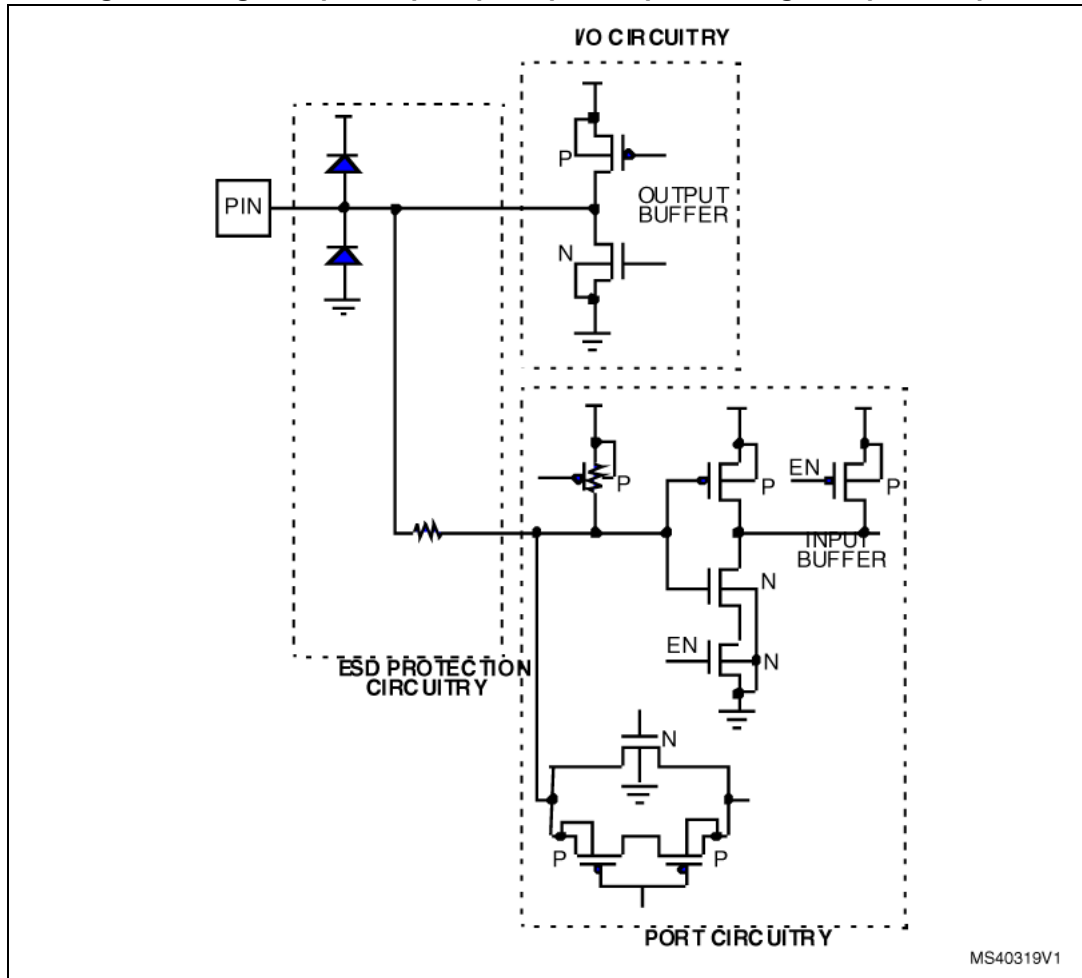 I/O CIRCUITRY
P
OUTPUT
BUFFER
PIN
N
P
EN
P
P
INPUT
BUFFER
N
EN
N
ESD PROTECTION
CIRCUITRY
N
P
P
PORT CIRCUITRY
MS40319V1